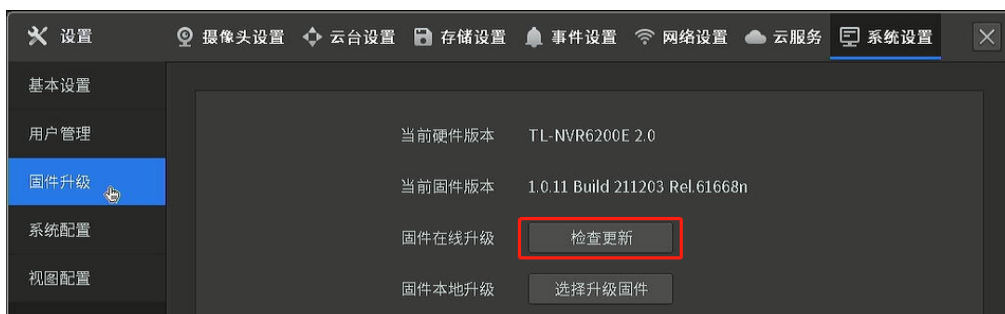 设置 摄像头设置 云台设置 存储设置 事件设置 网络设置 云服务 系统设置
基本设置
用户管理
固件升级
系统配置
视图配置
当前硬件版本 TL-NVR6200E 2.0
当前固件版本 1.0.11 Build 211203 Rel.61668n
固件在线升级 检查更新
固件本地升级 选择升级固件